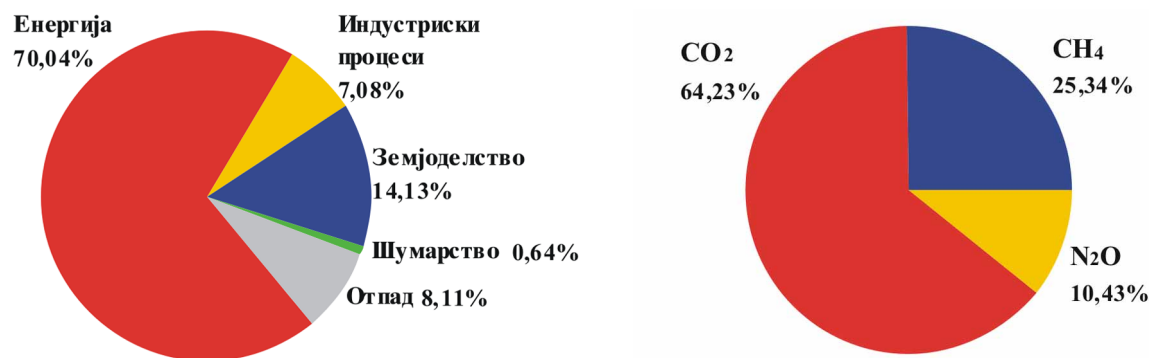 Енергија
70,04%
Индустриски
процеси
7,08%
Земјоделство
14,13%
Шумарство 0,64%
Отпад 8,11%
CO2
64,23%
CH4
25,34%
N2O
10,43%